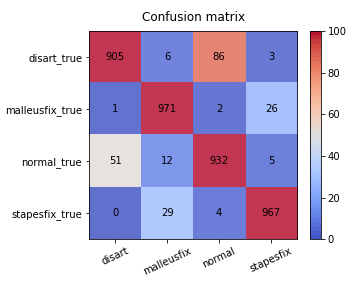 Confusion matrix
disart_true 905 6 86 3
malleusfix_true 1 971 2 26
normal_true 51 12 932 5
stapesfix_true 0 29 4 967
disart malleusfix normal stapesfix
100
80
60
40
20
0